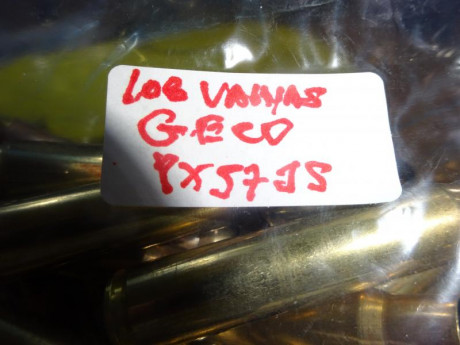 108 VAINAS
GECO
8X57JS